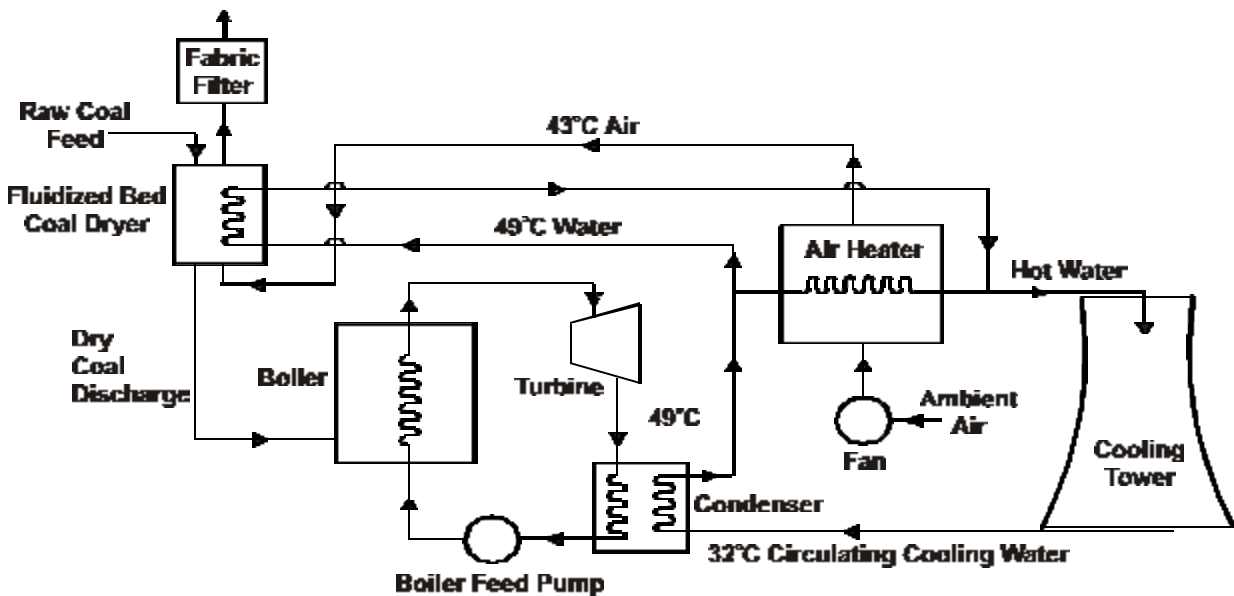 Fabric
Filter
Raw Coal
Feed
43°C Air
Fluidized Bed
Coal Dryer
49°C Water
Air Heater
Hot Water
Dry
Coal
Discharge
Boiler
Turbine
49°C
Ambient
Air
Fan
Cooling
Tower
Condenser
32°C Circulating Cooling Water
Boiler Feed Pump